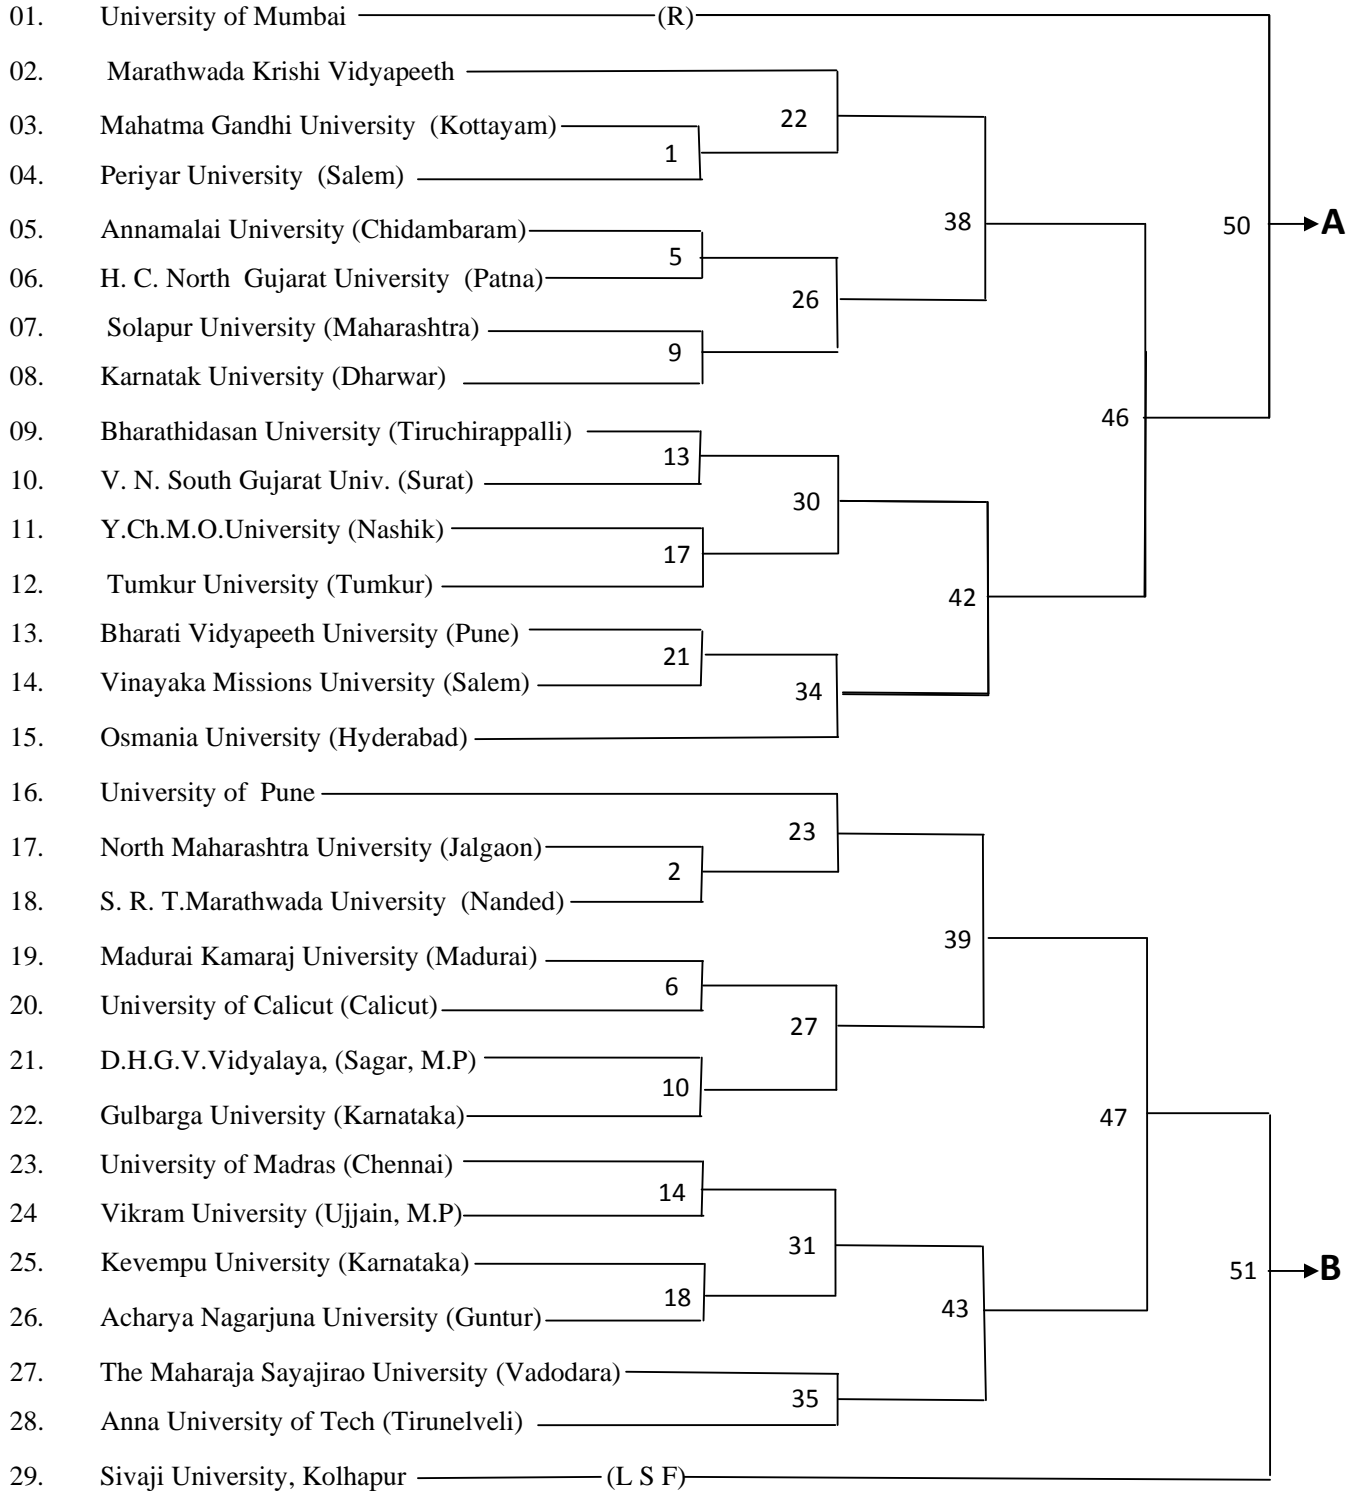 01. University of Mumbai (R)
02. Marathwada Krishi Vidyapeeth
22
03. Mahatma Gandhi University (Kottayam)
1
04. Periyar University (Salem)
38
50
A
05. Annamalai University (Chidambaram)
5
06. H. C. North Gujarat University (Patna)
26
07. Solapur University (Maharashtra)
9
08. Karnatak University (Dharwar)
46
09. Bharathidasan University (Tiruchirappalli)
13
10. V. N. South Gujarat Univ. (Surat)
30
11. Y.Ch.M.O.University (Nashik)
17
12. Tumkur University (Tumkur)
42
13. Bharati Vidyapeeth University (Pune)
21
14. Vinayaka Missions University (Salem)
34
15. Osmania University (Hyderabad)
16. University of Pune
23
17. North Maharashtra University (Jalgaon)
2
18. S. R. T.Marathwada University (Nanded)
39
19. Madurai Kamaraj University (Madurai)
6
20. University of Calicut (Calicut)
27
21. D.H.G.V.Vidyalaya, (Sagar, M.P)
10
22. Gulbarga University (Karnataka)
47
23. University of Madras (Chennai)
14
24 Vikram University (Ujjain, M.P)
31
25. Kevempu University (Karnataka)
51
B
18
26. Acharya Nagarjuna University (Guntur)
43
27. The Maharaja Sayajirao University (Vadodara)
35
28. Anna University of Tech (Tirunelveli)
29. Sivaji University, Kolhapur (L S F)